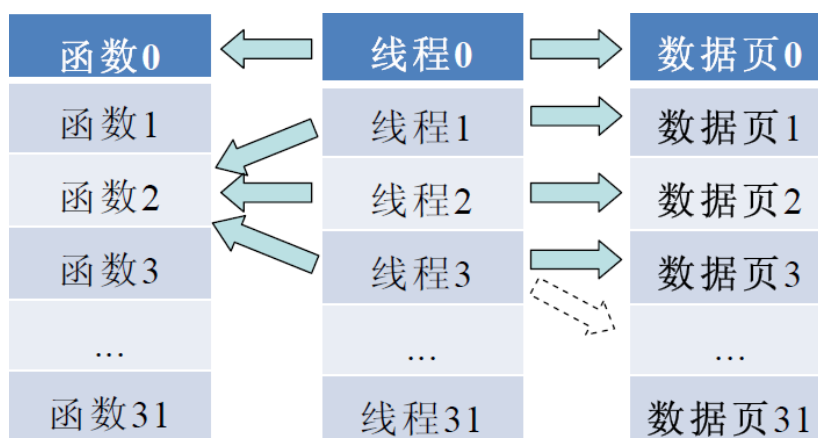 函数0 线程0 数据页0
函数1 线程1 数据页1
函数2 线程2 数据页2
函数3 线程3 数据页3
... ... ...
函数31 线程31 数据页31